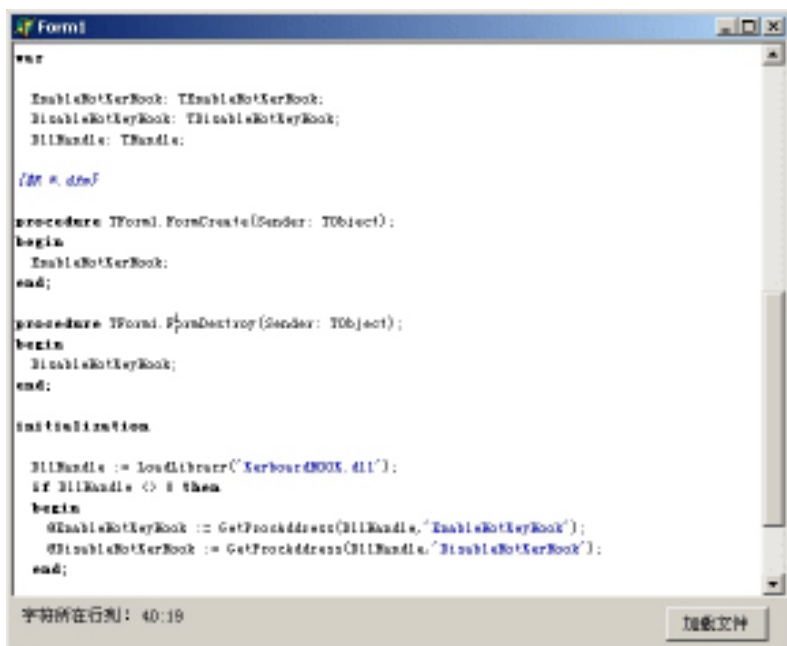 Form1
var
EnableHotKeyHook: TEnableHotKeyHook;
DisableHotKeyHook: TDisableHotKeyHook;
DllHandle: THandle;
{$R *.dfm}
procedure TForm1.FormCreate(Sender: TObject);
begin
EnableHotKeyHook;
end;
procedure TForm1.FormDestroy(Sender: TObject);
begin
DisableHotKeyHook;
end;
initialization
DllHandle := LoadLibrary('KeyboardHOOK.dll');
if DllHandle <> 0 then
begin
@EnableHotKeyHook := GetProcAddress(DllHandle,'EnableHotKeyHook');
@DisableHotKeyHook := GetProcAddress(DllHandle,'DisableHotKeyHook');
end;
字符所在行列! 40:19
加载文件